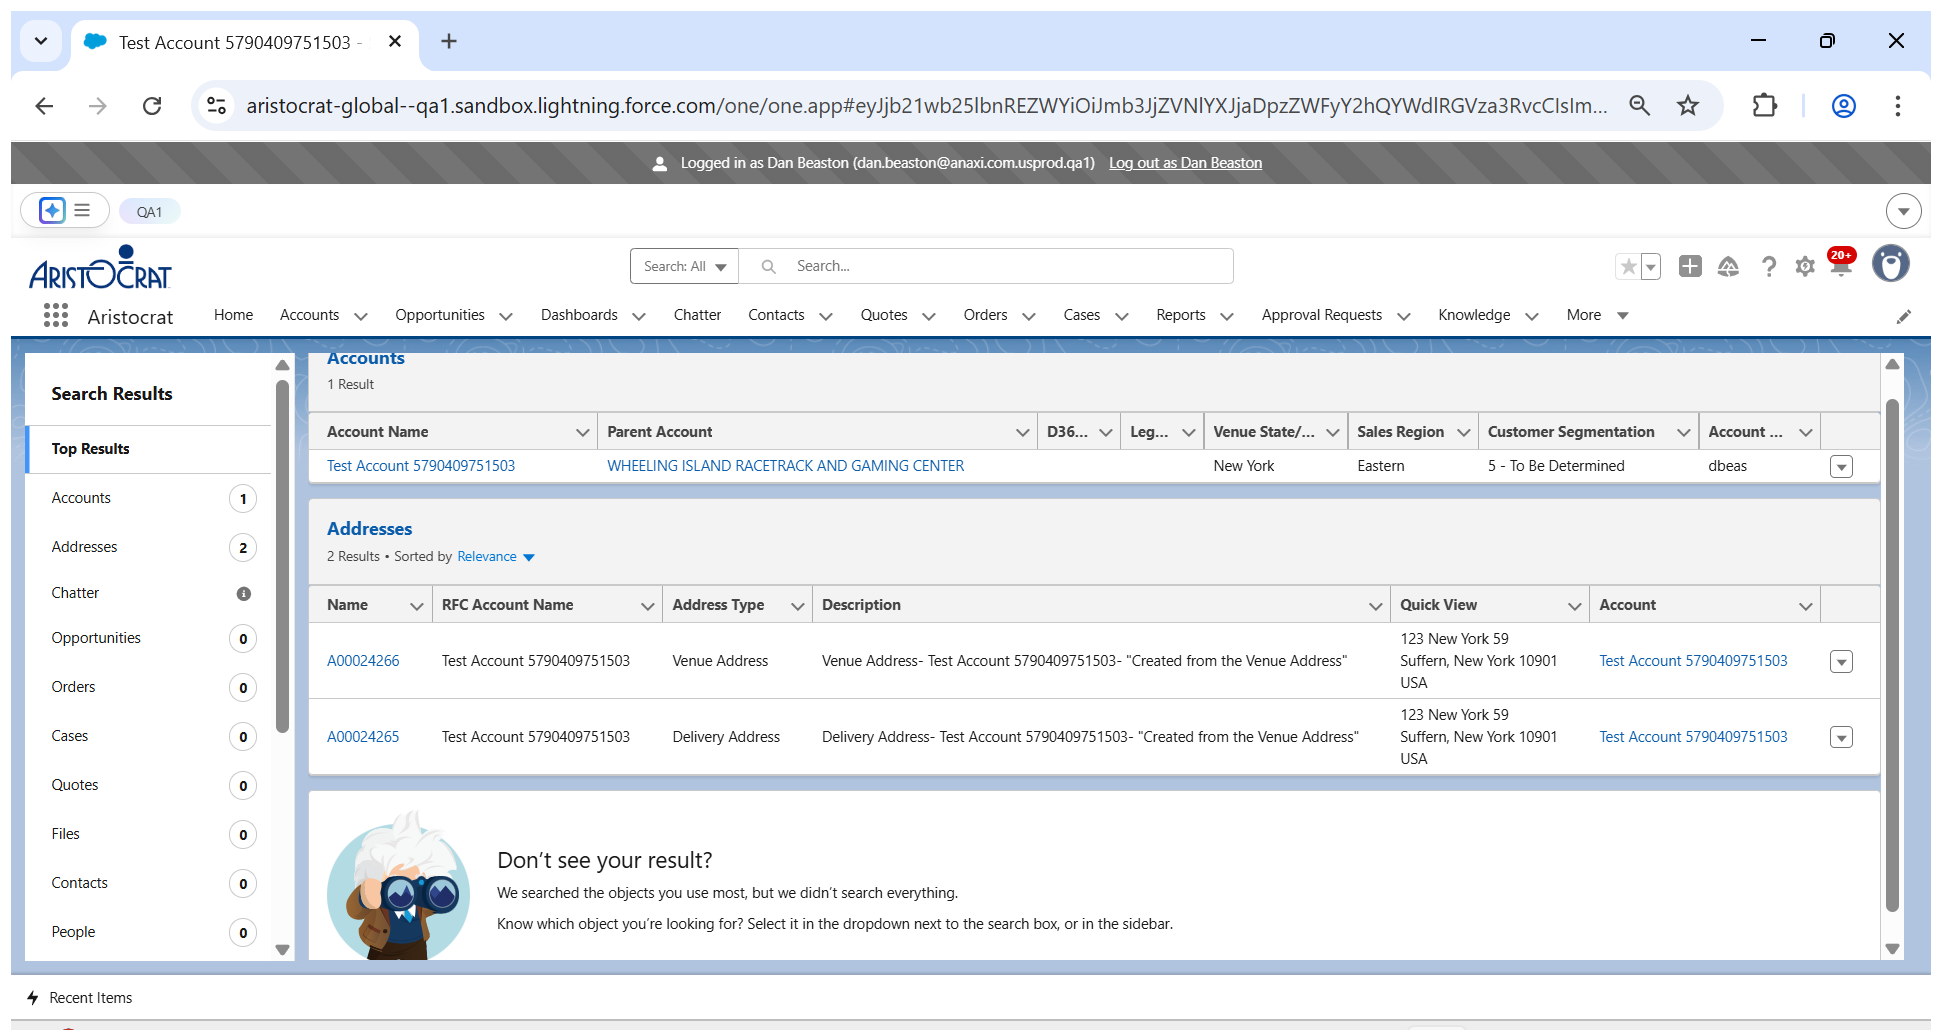 Test Account 5790409751503 -
aristocrat-global--qa1.sandbox.lightning.force.com/one/one.app#eyJjb21wb25lbnREZWYiOiJmb3JjZVNlYXJjaDpzZWFyY2hQYWdlRGVza3RvcCIsIm...
Logged in as Dan Beaston (dan.beaston@anaxi.com.usprod.qa1) Log out as Dan Beaston
QA1
ARISTOCRAT
Search: All Search...
20+
Aristocrat Home Accounts Opportunities Dashboards Chatter Contacts Quotes Orders Cases Reports Approval Requests Knowledge More
Search Results
Top Results
Accounts 1
Addresses 2
Chatter
Opportunities 0
Orders 0
Cases 0
Quotes 0
Files 0
Contacts 0
People 0
Accounts
1 Result
Account Name Parent Account D36... Leg... Venue State/... Sales Region Customer Segmentation Account ...
Test Account 5790409751503 WHEELING ISLAND RACETRACK AND GAMING CENTER New York Eastern 5 - To Be Determined dbeas
Addresses
2 Results • Sorted by Relevance
Name RFC Account Name Address Type Description Quick View Account
123 New York 59
A00024266 Test Account 5790409751503 Venue Address Venue Address- Test Account 5790409751503- "Created from the Venue Address" Suffern, New York 10901 Test Account 5790409751503
USA
123 New York 59
A00024265 Test Account 5790409751503 Delivery Address Delivery Address- Test Account 5790409751503- "Created from the Venue Address" Suffern, New York 10901 Test Account 5790409751503
USA
Don't see your result?
We searched the objects you use most, but we didn't search everything.
Know which object you're looking for? Select it in the dropdown next to the search box, or in the sidebar.
Recent Items